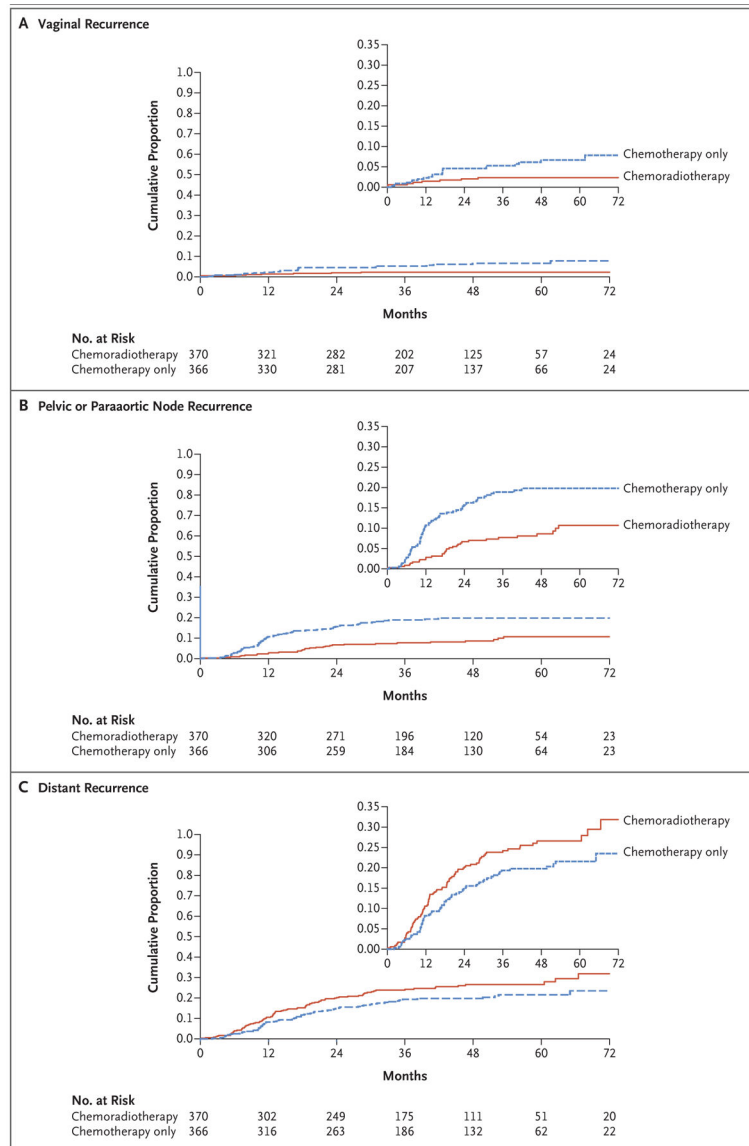 A Vaginal Recurrence
Cumulative Proportion
1.0
0.9
0.8
0.7
0.6
0.5
0.4
0.3
0.2
0.1
0.0
0 12 24 36 48 60 72
Months
0.35
0.30
0.25
0.20
0.15
0.10
0.05
0.00
0 12 24 36 48 60 72
Chemotherapy only
Chemoradiotherapy
No. at Risk
Chemoradiotherapy 370 321 282 202 125 57 24
Chemotherapy only 366 330 281 207 137 66 24
B Pelvic or Paraaortic Node Recurrence
Cumulative Proportion
1.0
0.9
0.8
0.7
0.6
0.5
0.4
0.3
0.2
0.1
0.0
0 12 24 36 48 60 72
Months
0.35
0.30
0.25
0.20
0.15
0.10
0.05
0.00
0 12 24 36 48 60 72
Chemotherapy only
Chemoradiotherapy
No. at Risk
Chemoradiotherapy 370 320 271 196 120 54 23
Chemotherapy only 366 306 259 184 130 64 23
C Distant Recurrence
Cumulative Proportion
1.0
0.9
0.8
0.7
0.6
0.5
0.4
0.3
0.2
0.1
0.0
0 12 24 36 48 60 72
Months
0.35
0.30
0.25
0.20
0.15
0.10
0.05
0.00
0 12 24 36 48 60 72
Chemoradiotherapy
Chemotherapy only
No. at Risk
Chemoradiotherapy 370 302 249 175 111 51 20
Chemotherapy only 366 316 263 186 132 62 22